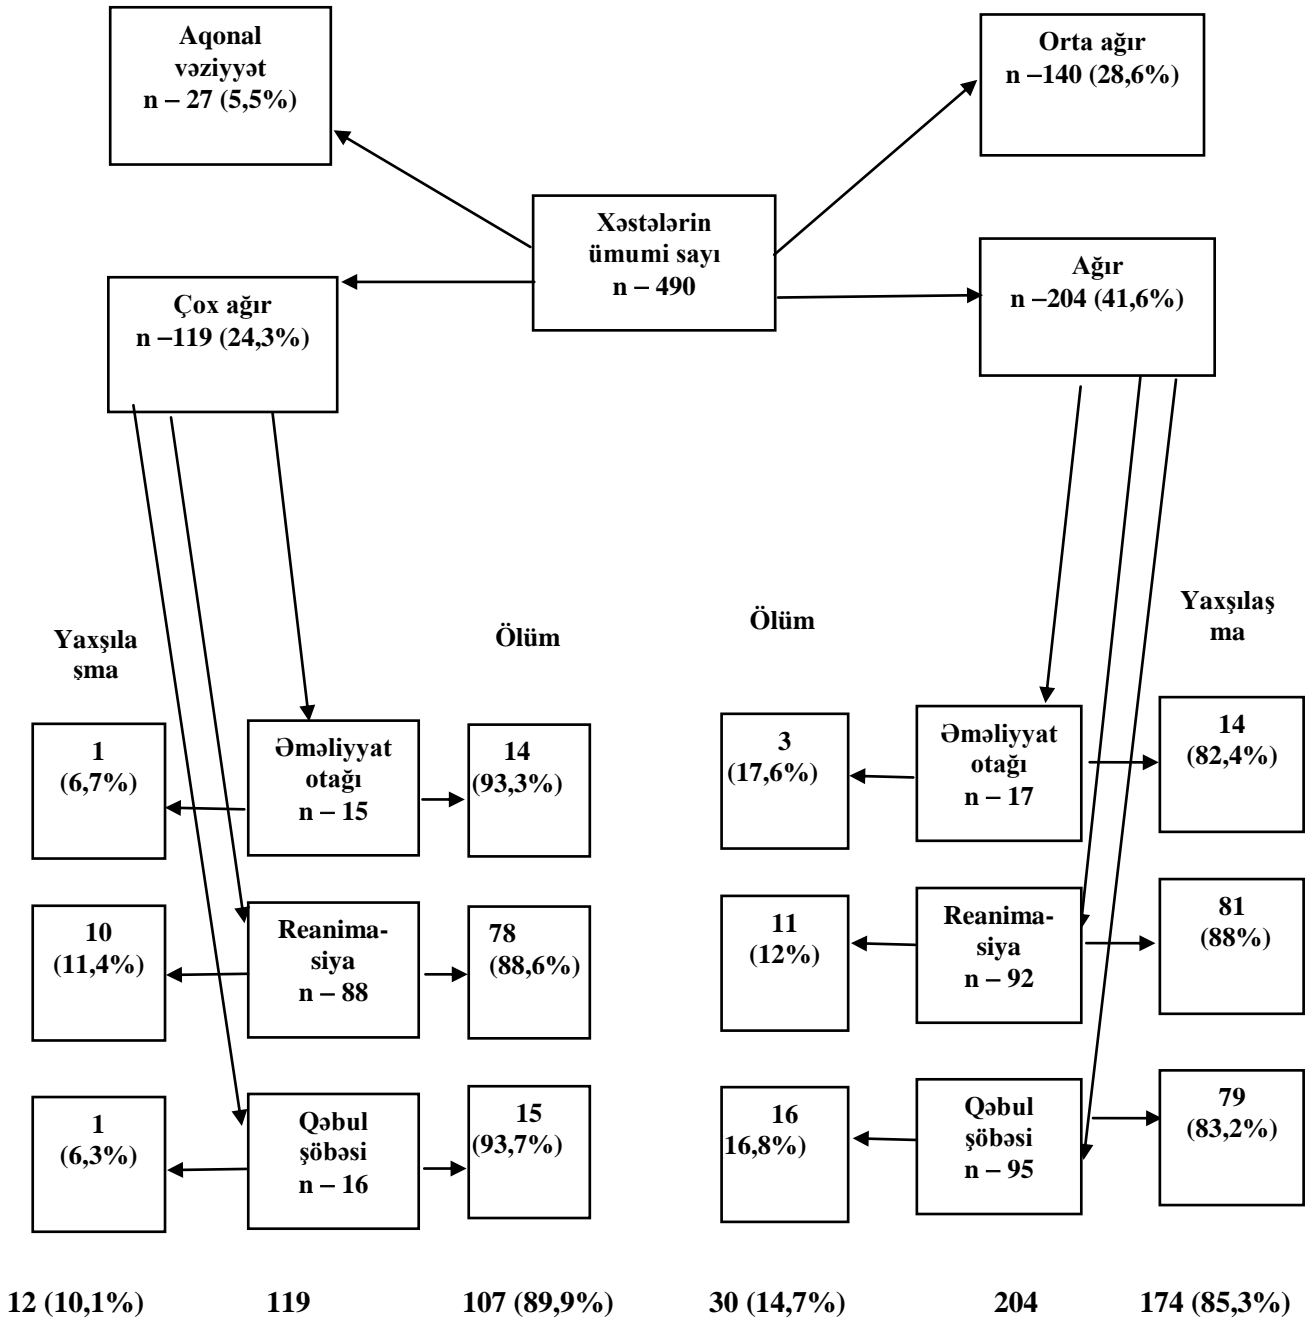 Aqonal
vəziyyət
n – 27 (5,5%)
Orta ağır
n –140 (28,6%)
Xəstələrin
ümumi sayı
n – 490
Çox ağır
n –119 (24,3%)
Ağır
n –204 (41,6%)
Yaxşıla
şma
Ölüm
Ölüm
Yaxşılaş
ma
1
(6,7%)
Əməliyyat
otağı
n – 15
14
(93,3%)
3
(17,6%)
Əməliyyat
otağı
n – 17
14
(82,4%)
10
(11,4%)
Reanima-
siya
n – 88
78
(88,6%)
11
(12%)
Reanima-
siya
n – 92
81
(88%)
1
(6,3%)
Qəbul
şöbəsi
n – 16
15
(93,7%)
16
16,8%)
Qəbul
şöbəsi
n – 95
79
(83,2%)
12 (10,1%) 119 107 (89,9%) 30 (14,7%) 204 174 (85,3%)